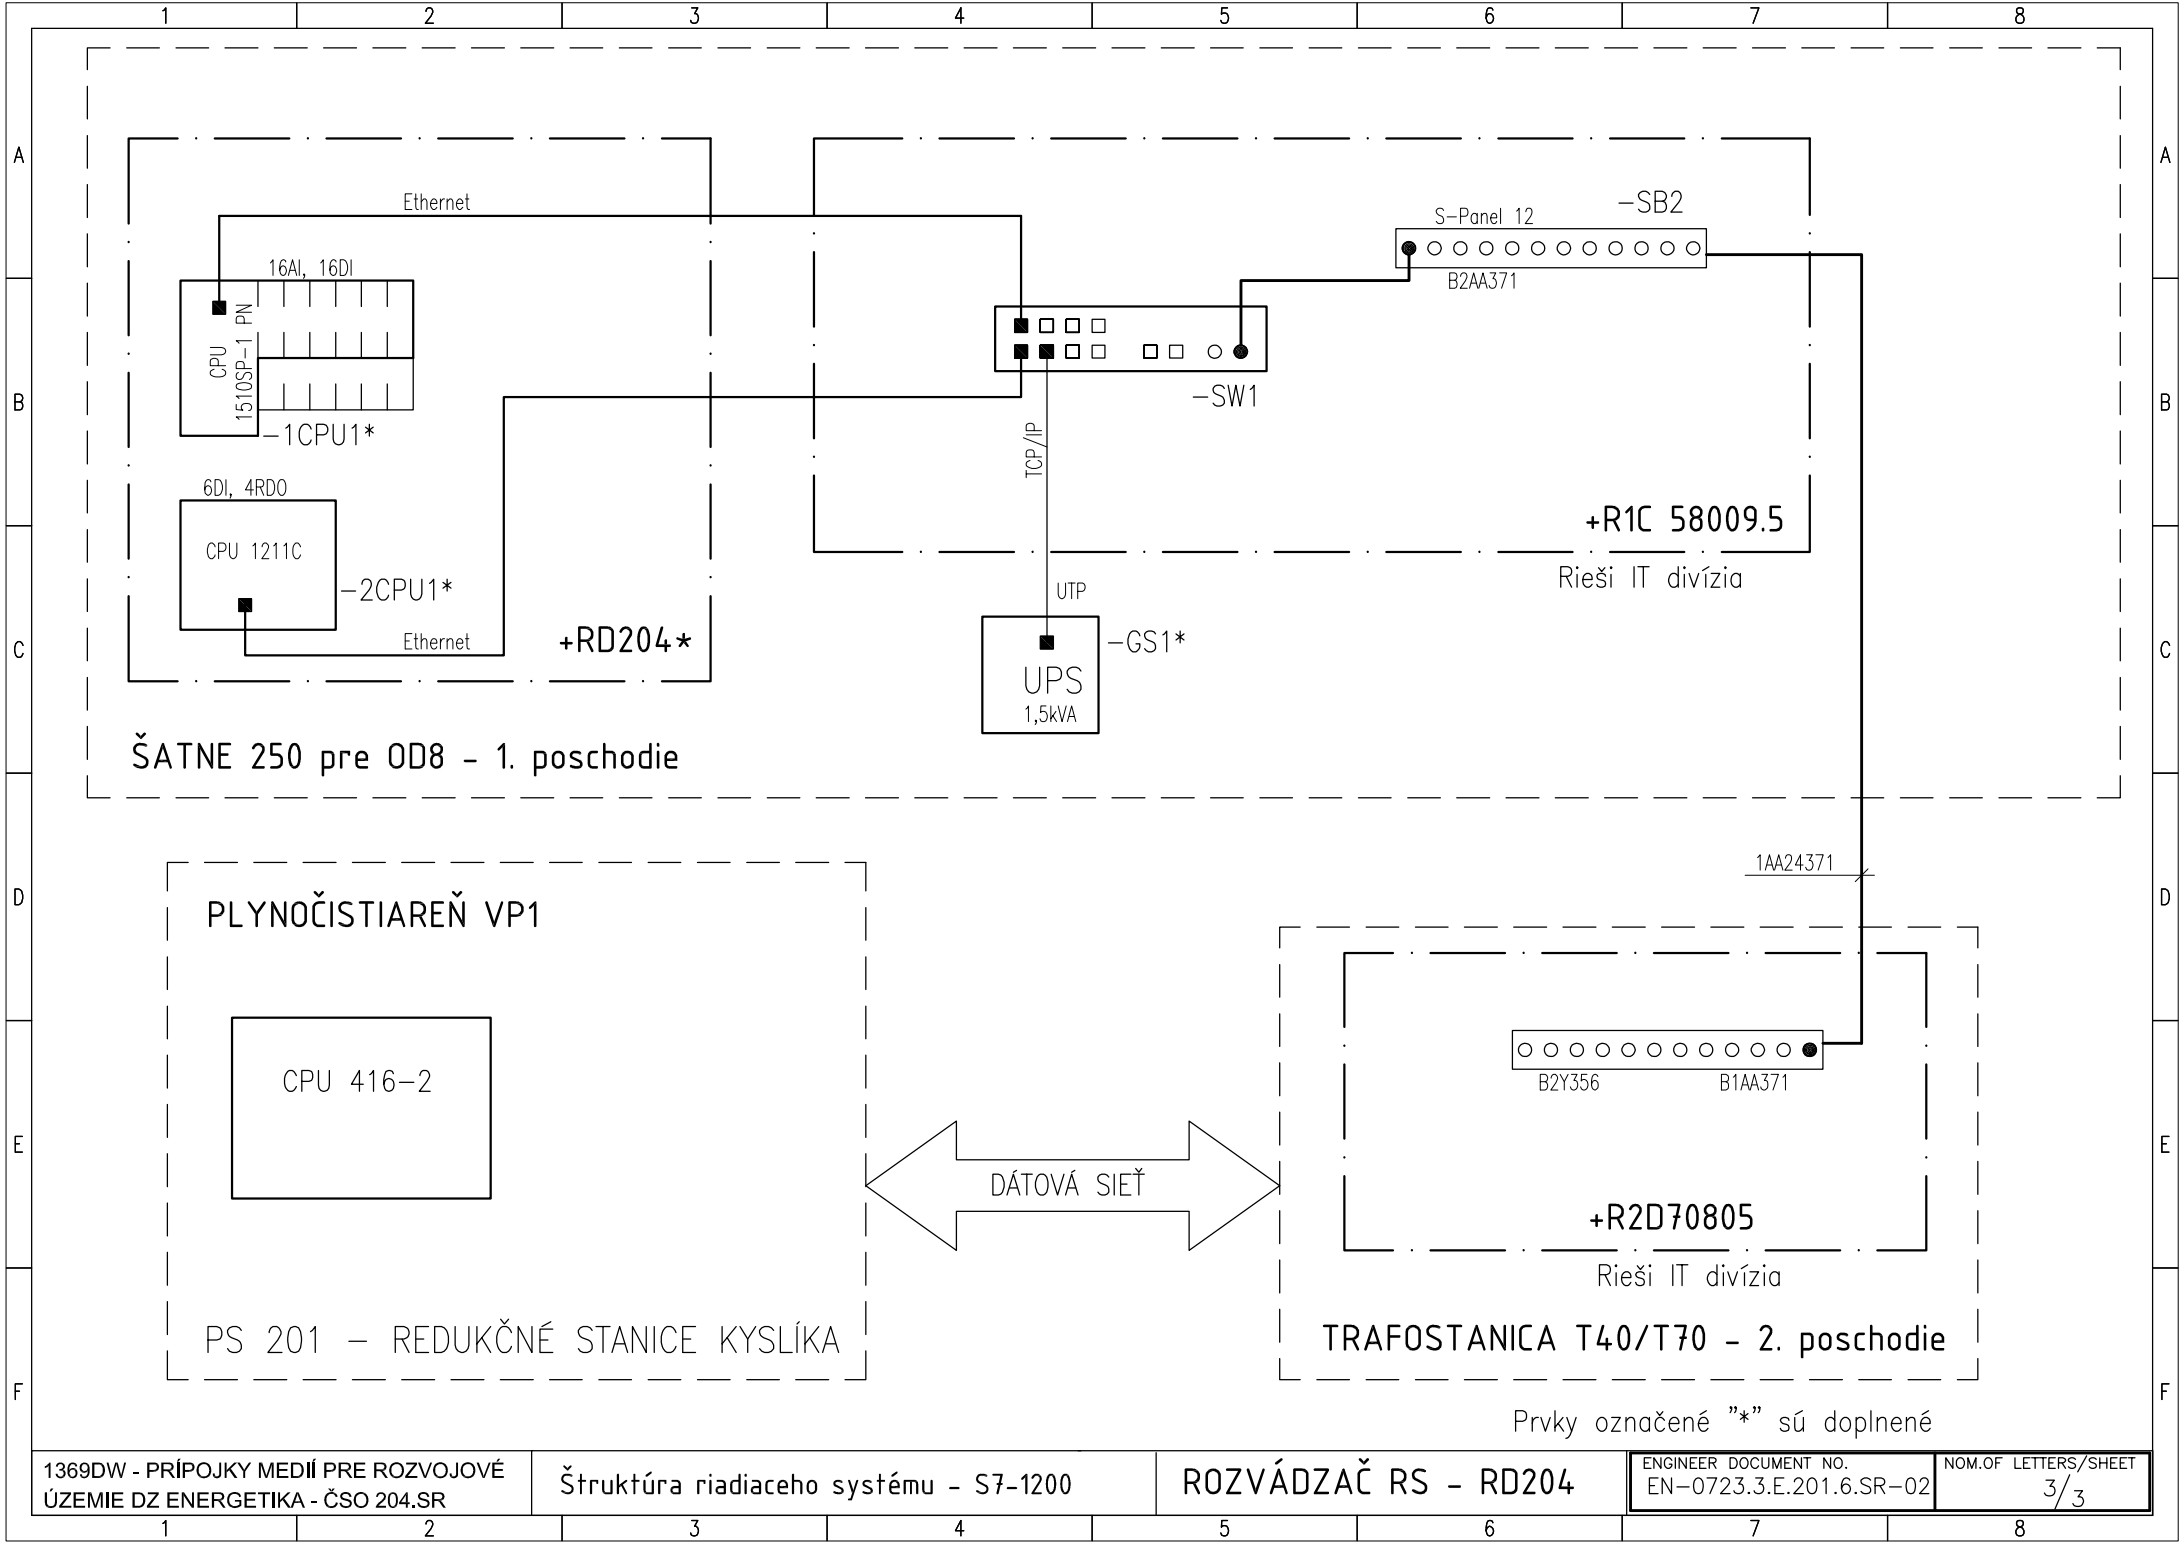 1 2 3 4 5 6 7 8
A A
Ethernet
S-Panel 12
-SB2
B2AA371
16AI, 16DI
CPU
1510SP-1 PN
-1CPU1*
-SW1
B B
TCP/IP
6DI, 4RDO
CPU 1211C
-2CPU1*
Ethernet
+RD204*
+R1C 58009.5
Rieši IT divízia
UTP
-GS1*
UPS
1,5kVA
C C
ŠATNE 250 pre OD8 - 1. poschodie
1AA24371
D D
PLYNOČISTIAREŇ VP1
CPU 416-2
B2Y356 B1AA371
E E
DÁTOVÁ SIEŤ
+R2D70805
Rieši IT divízia
PS 201 - REDUKČNÉ STANICE KYSLÍKA
TRAFOSTANICA T40/T70 - 2. poschodie
F F
Prvky označené "*" sú doplnené
1369DW - PRÍPOJKY MEDIÍ PRE ROZVOJOVÉ
ÚZEMIE DZ ENERGETIKA - ČSO 204.SR
Štruktúra riadiaceho systému - S7-1200
ROZVÁDZAČ RS - RD204
ENGINEER DOCUMENT NO.
EN-0723.3.E.201.6.SR-02
NOM.OF LETTERS/SHEET
3/3
1 2 3 4 5 6 7 8